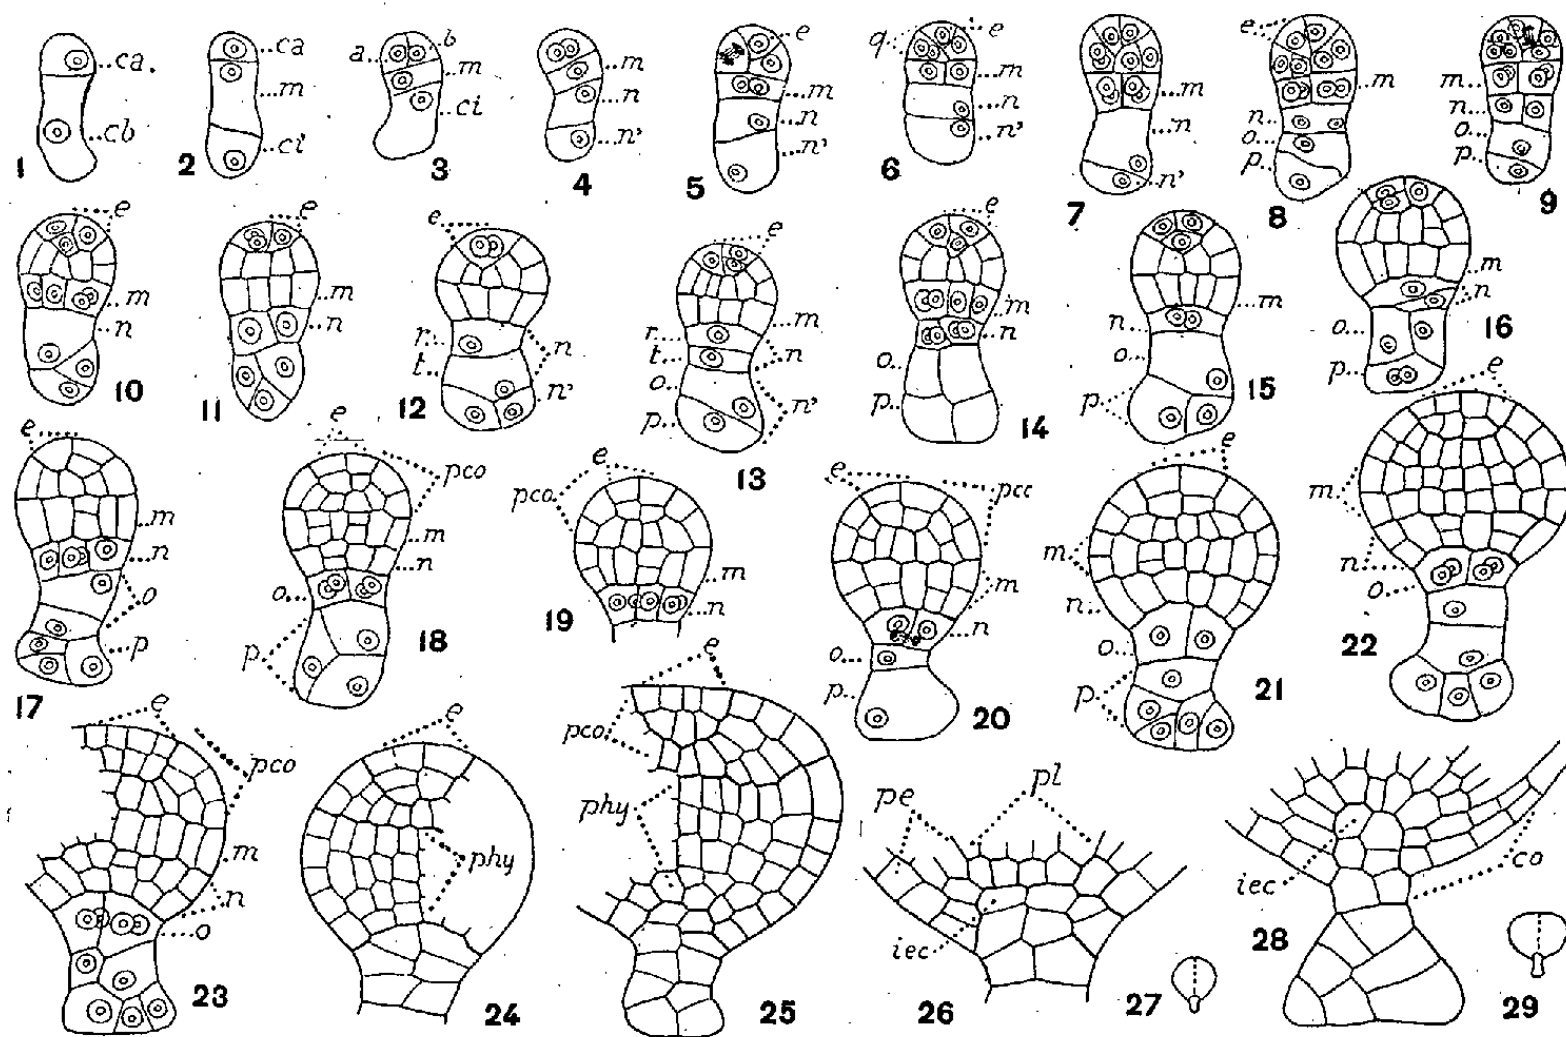 ca
cb
1
ca
m
ci
2
a
b
m
ci
3
m
n
n'
4
e
m
n
n'
5
q
e
m
n
n'
6
m
n
n'
7
e
m
n
o
p
8
m
n
o
p
9
e
m
n
10
e
m
n
11
e
r
t
n
n'
12
e
m
r
t
n
o
n'
p
13
e
m
n
o
p
14
m
n
o
p
15
m
n
o
p
16
e
m
n
o
p
17
e
pco
m
n
o
p
18
e
pco
m
n
19
e
pcc
m
n
o
p
20
e
m
n
o
p
21
e
m
n
o
22
e
pco
m
n
o
23
e
phy
24
e
pco
phy
25
pe
pl
iec
26
27
iec
co
28
29